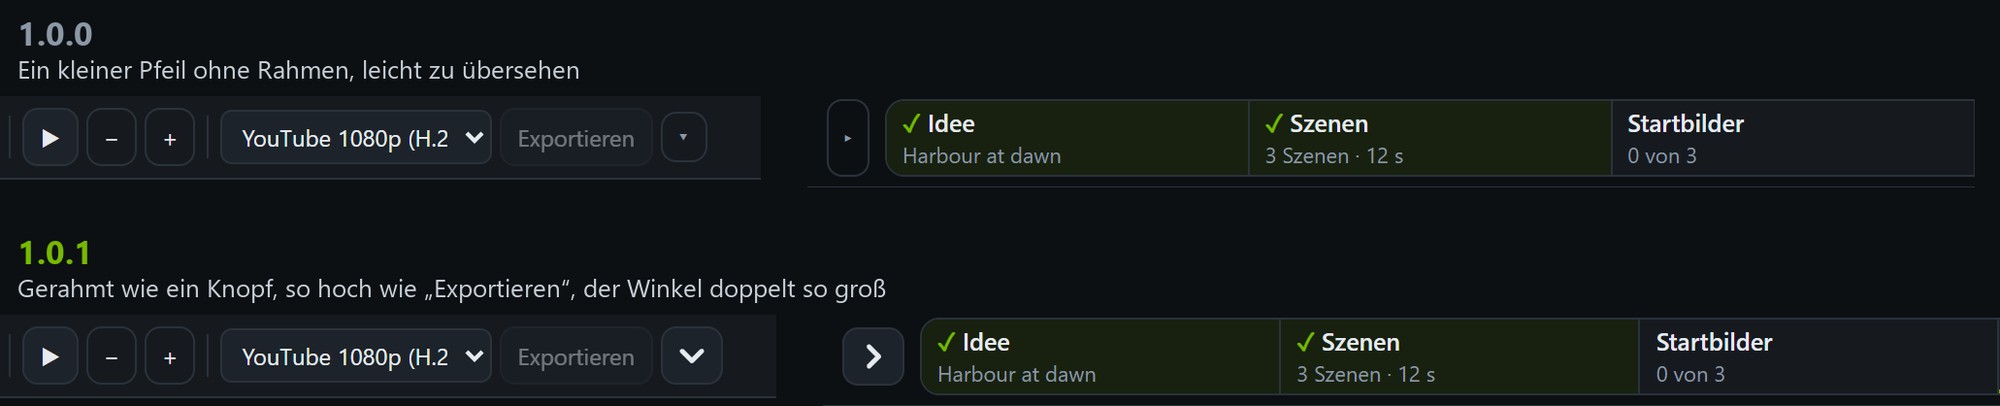 1.0.0
Ein kleiner Pfeil ohne Rahmen, leicht zu übersehen
YouTube 1080p (H.2
Exportieren
✓ Idee
Harbour at dawn
✓ Szenen
3 Szenen · 12 s
Startbilder
0 von 3
1.0.1
Gerahmt wie ein Knopf, so hoch wie „Exportieren“, der Winkel doppelt so groß
YouTube 1080p (H.2
Exportieren
✓ Idee
Harbour at dawn
✓ Szenen
3 Szenen · 12 s
Startbilder
0 von 3